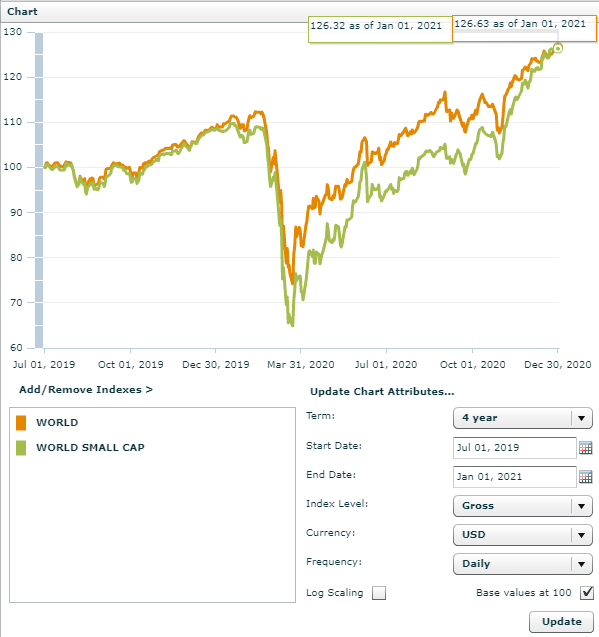 Chart
126.32 as of Jan 01, 2021
126.63 as of Jan 01, 2021
130
120
110
100
90
80
70
60
Jul 01, 2019 Oct 01, 2019 Dec 30, 2019 Mar 31, 2020 Jul 01, 2020 Oct 01, 2020 Dec 30, 2020
Add/Remove Indexes >
WORLD
WORLD SMALL CAP
Update Chart Attributes...
Term: 4 year
Start Date: Jul 01, 2019
End Date: Jan 01, 2021
Index Level: Gross
Currency: USD
Frequency: Daily
Log Scaling Base values at 100
Update